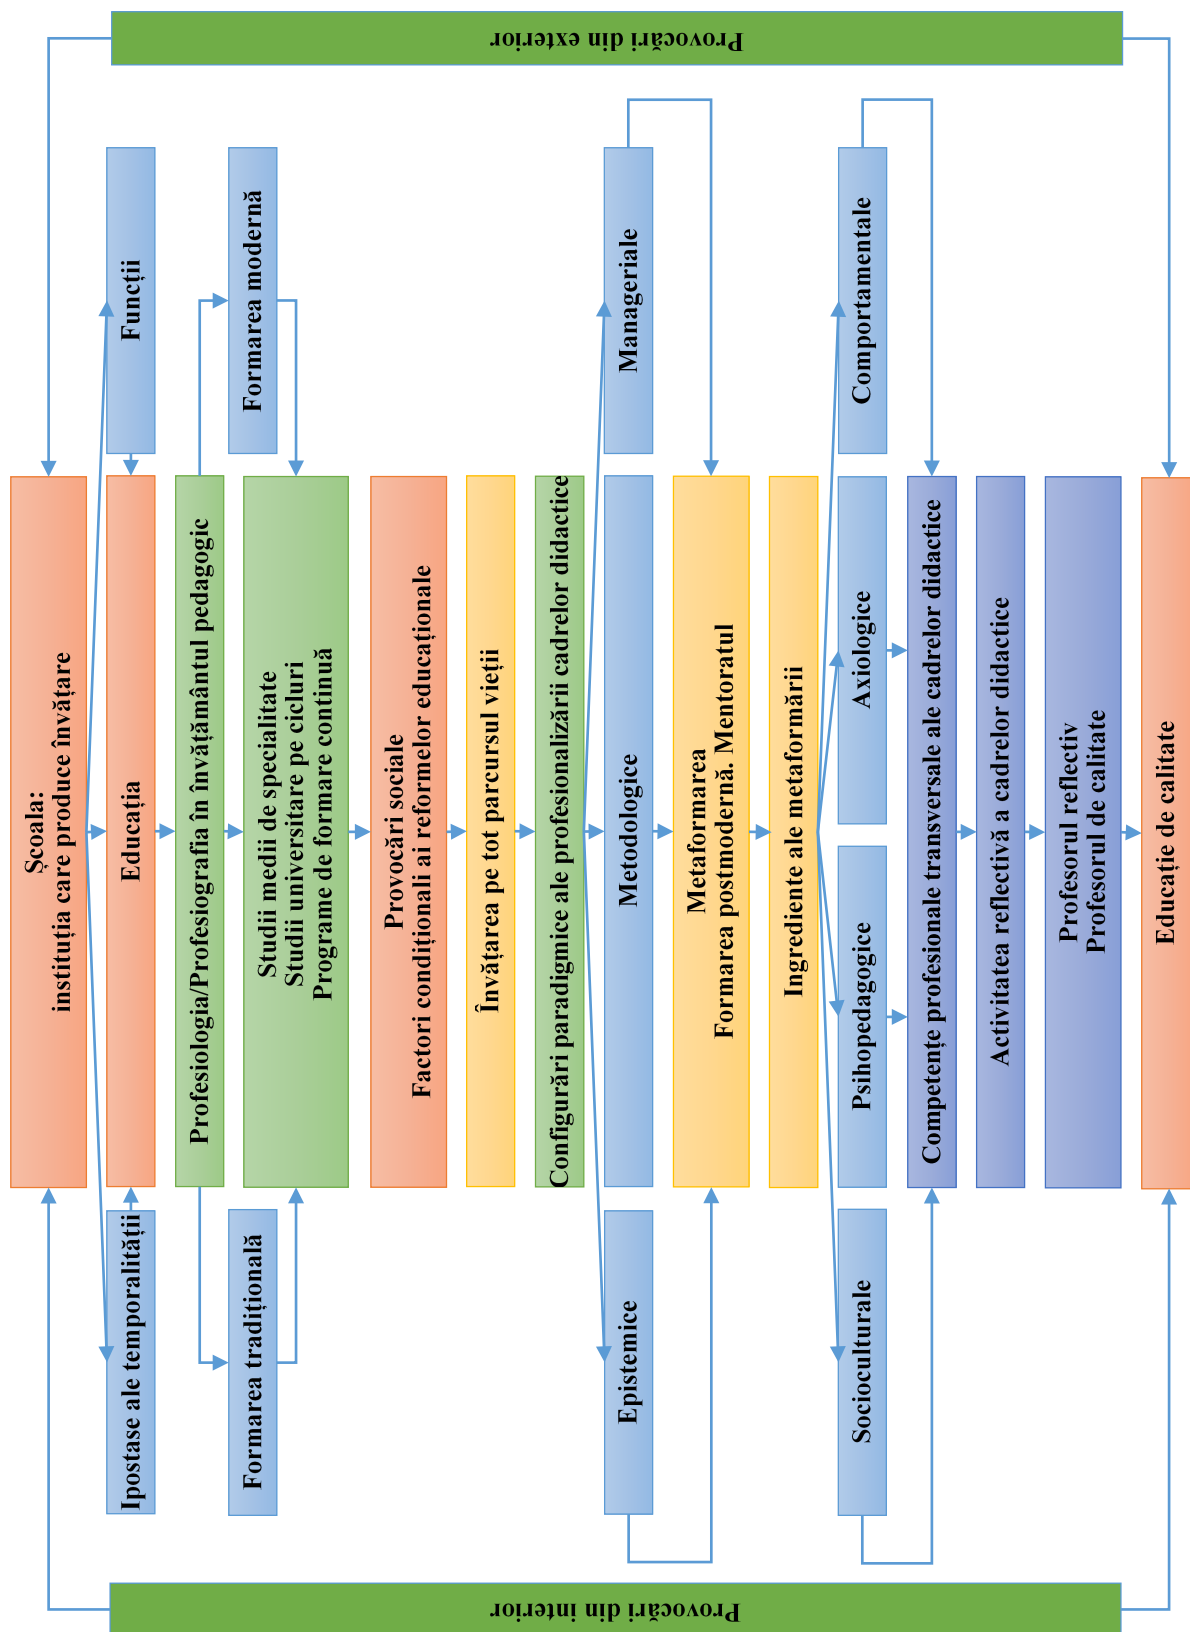 Provocări din interior
Provocări din exterior
Școala:
instituția care produce învățare
Ipostase ale temporalității
Educația
Funcții
Profesiologia/Profesiografia în învățământul pedagogic
Formarea tradițională
Formarea modernă
Studii medii de specialitate
Studii universitare pe cicluri
Programe de formare continuă
Provocări sociale
Factori condiționali ai reformelor educaționale
Învățarea pe tot parcursul vieții
Configurări paradigmice ale profesionalizării cadrelor didactice
Epistemice
Metodologice
Manageriale
Metaformarea
Formarea postmodernă. Mentoratul
Ingrediente ale metaformării
Socioculturale
Psihopedagogice
Axiologice
Comportamentale
Competențe profesionale transversale ale cadrelor didactice
Activitatea reflectivă a cadrelor didactice
Profesorul reflectiv
Profesorul de calitate
Educație de calitate